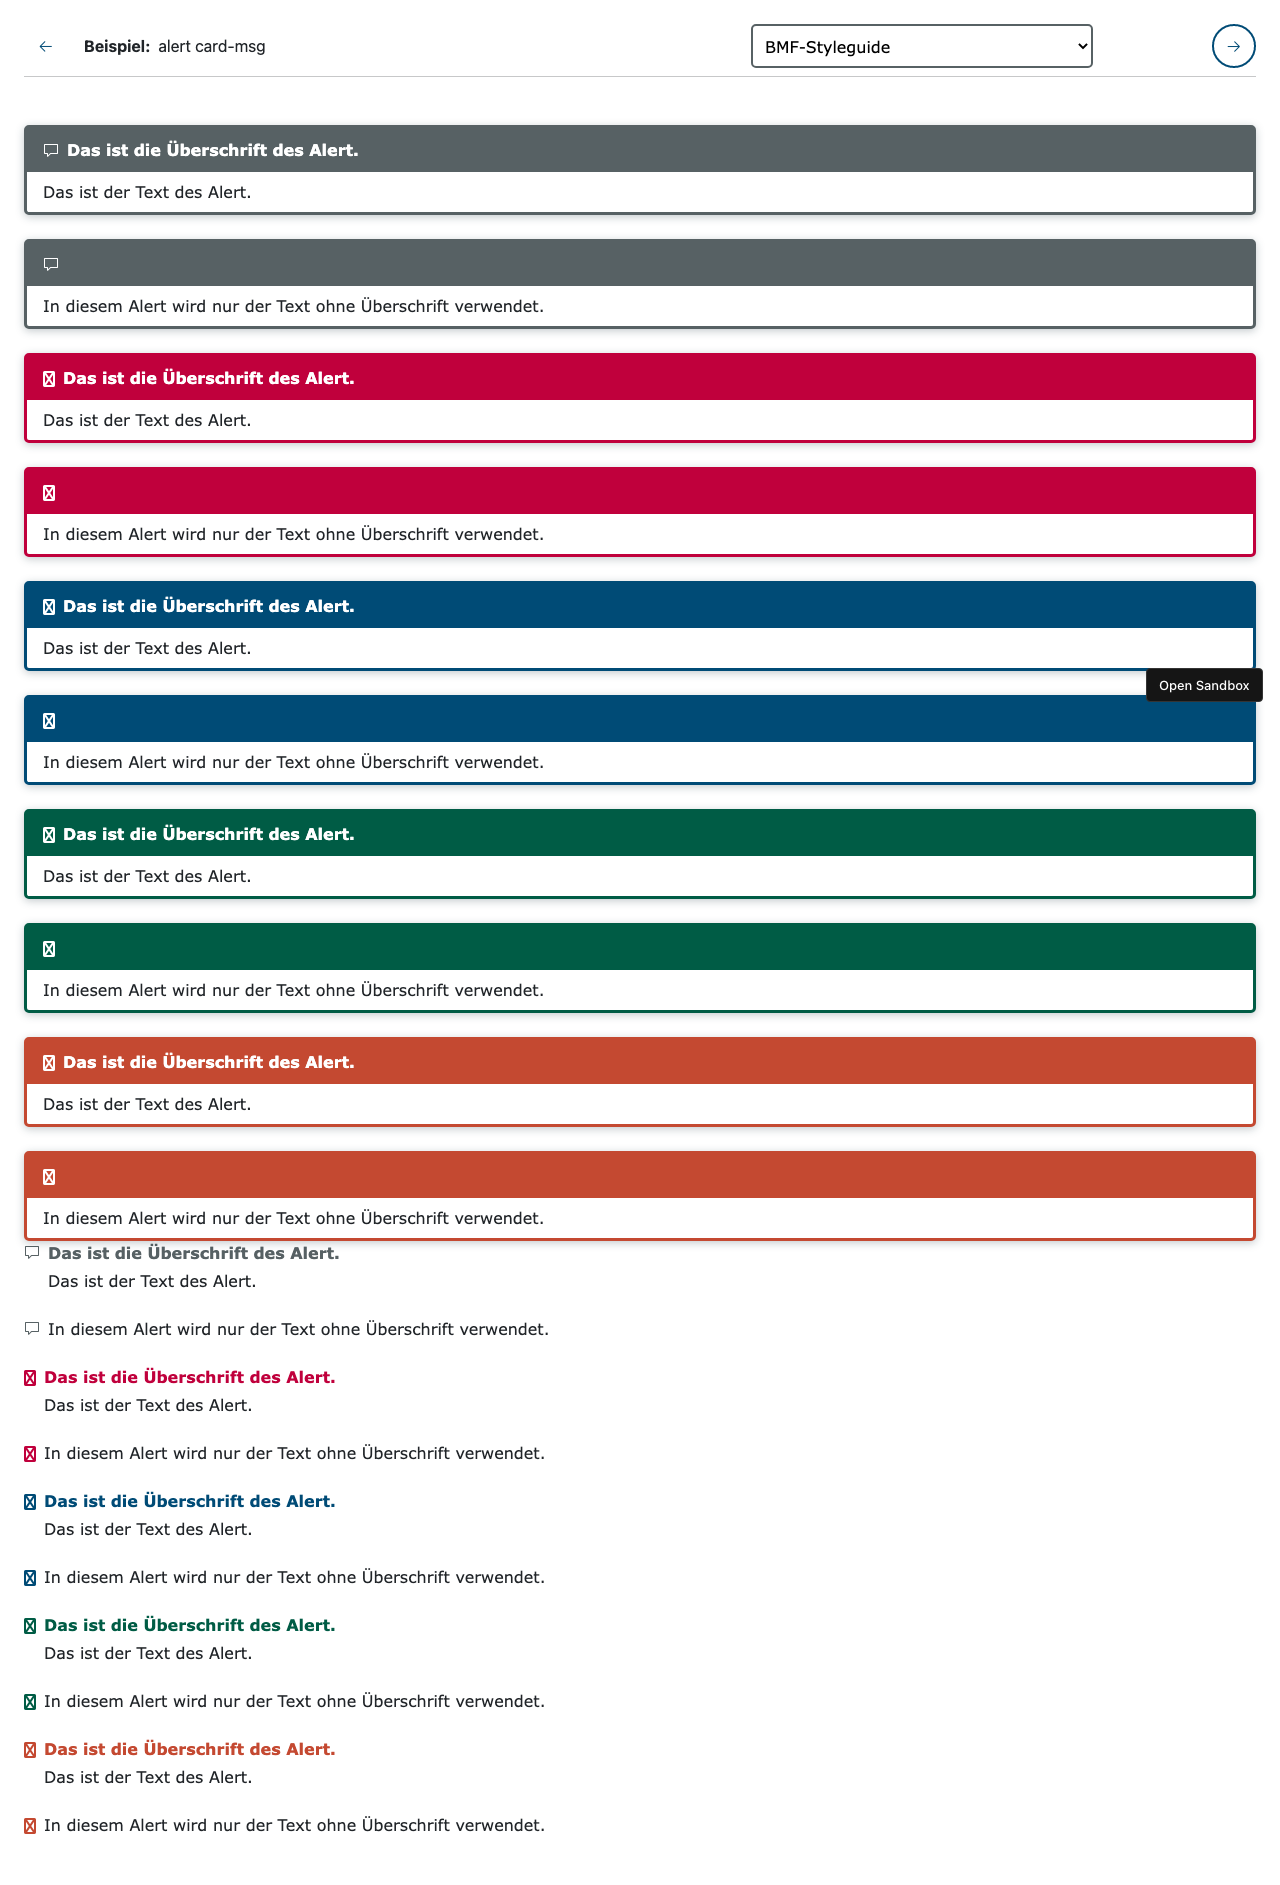 Beispiel: alert card-msg
BMF-Styleguide
Das ist die Überschrift des Alert.
Das ist der Text des Alert.
In diesem Alert wird nur der Text ohne Überschrift verwendet.
Das ist die Überschrift des Alert.
Das ist der Text des Alert.
In diesem Alert wird nur der Text ohne Überschrift verwendet.
Das ist die Überschrift des Alert.
Das ist der Text des Alert.
Open Sandbox
In diesem Alert wird nur der Text ohne Überschrift verwendet.
Das ist die Überschrift des Alert.
Das ist der Text des Alert.
In diesem Alert wird nur der Text ohne Überschrift verwendet.
Das ist die Überschrift des Alert.
Das ist der Text des Alert.
In diesem Alert wird nur der Text ohne Überschrift verwendet.
Das ist die Überschrift des Alert.
Das ist der Text des Alert.
In diesem Alert wird nur der Text ohne Überschrift verwendet.
Das ist die Überschrift des Alert.
Das ist der Text des Alert.
In diesem Alert wird nur der Text ohne Überschrift verwendet.
Das ist die Überschrift des Alert.
Das ist der Text des Alert.
In diesem Alert wird nur der Text ohne Überschrift verwendet.
Das ist die Überschrift des Alert.
Das ist der Text des Alert.
In diesem Alert wird nur der Text ohne Überschrift verwendet.
Das ist die Überschrift des Alert.
Das ist der Text des Alert.
In diesem Alert wird nur der Text ohne Überschrift verwendet.